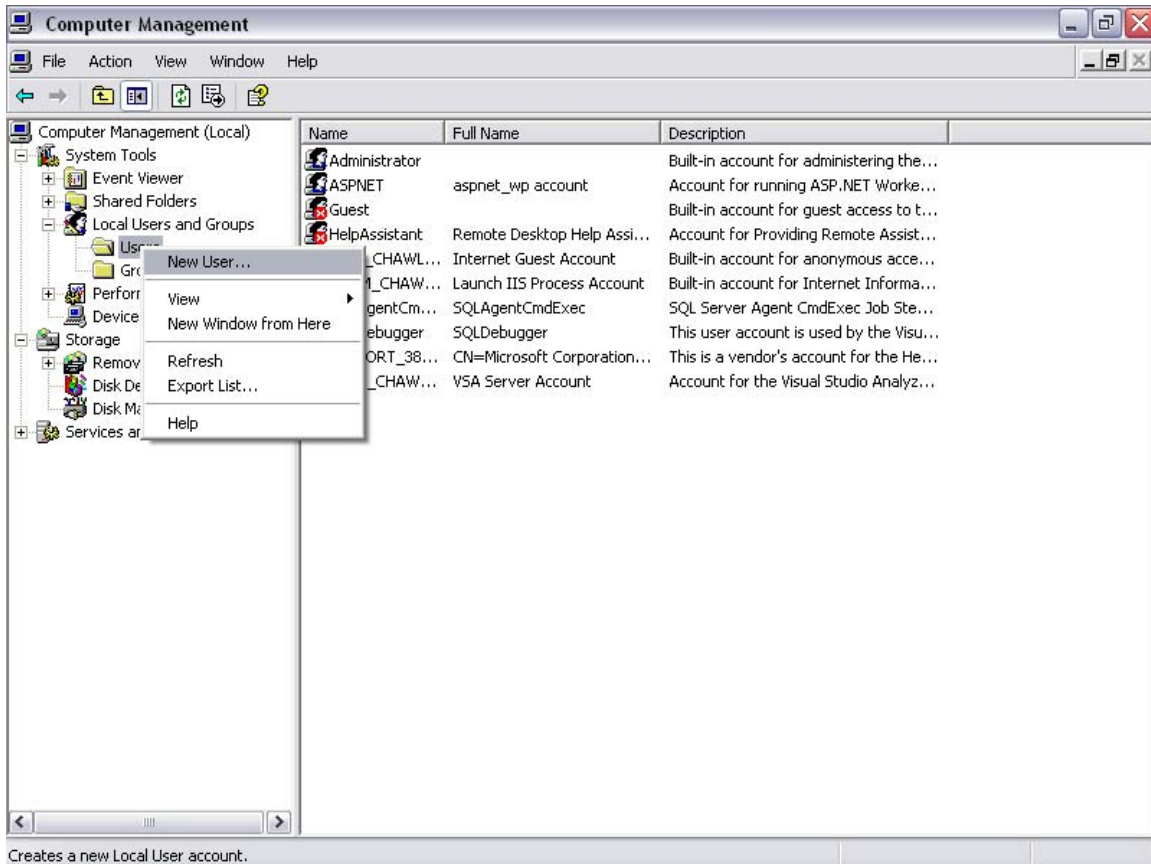 Computer Management
File Action View Window Help
Computer Management (Local)
System Tools
Event Viewer
Shared Folders
Local Users and Groups
Storage
Name Full Name Description
Administrator Built-in account for administering the...
ASPNET aspnet_wp account Account for running ASP.NET Worke...
Guest Built-in account for guest access to t...
HelpAssistant Remote Desktop Help Assi... Account for Providing Remote Assist...
_CHAWL... Internet Guest Account Built-in account for anonymous acce...
_CHAW... Launch IIS Process Account Built-in account for Internet Informa...
gentCm... SQLAgentCmdExec SQL Server Agent CmdExec Job Ste...
ebugger SQLDebugger This user account is used by the Visu...
ORT_38... CN=Microsoft Corporation... This is a vendor's account for the He...
_CHAW... VSA Server Account Account for the Visual Studio Analyz...
New User...
View
New Window from Here
Refresh
Export List...
Help
Device
Creates a new Local User account.